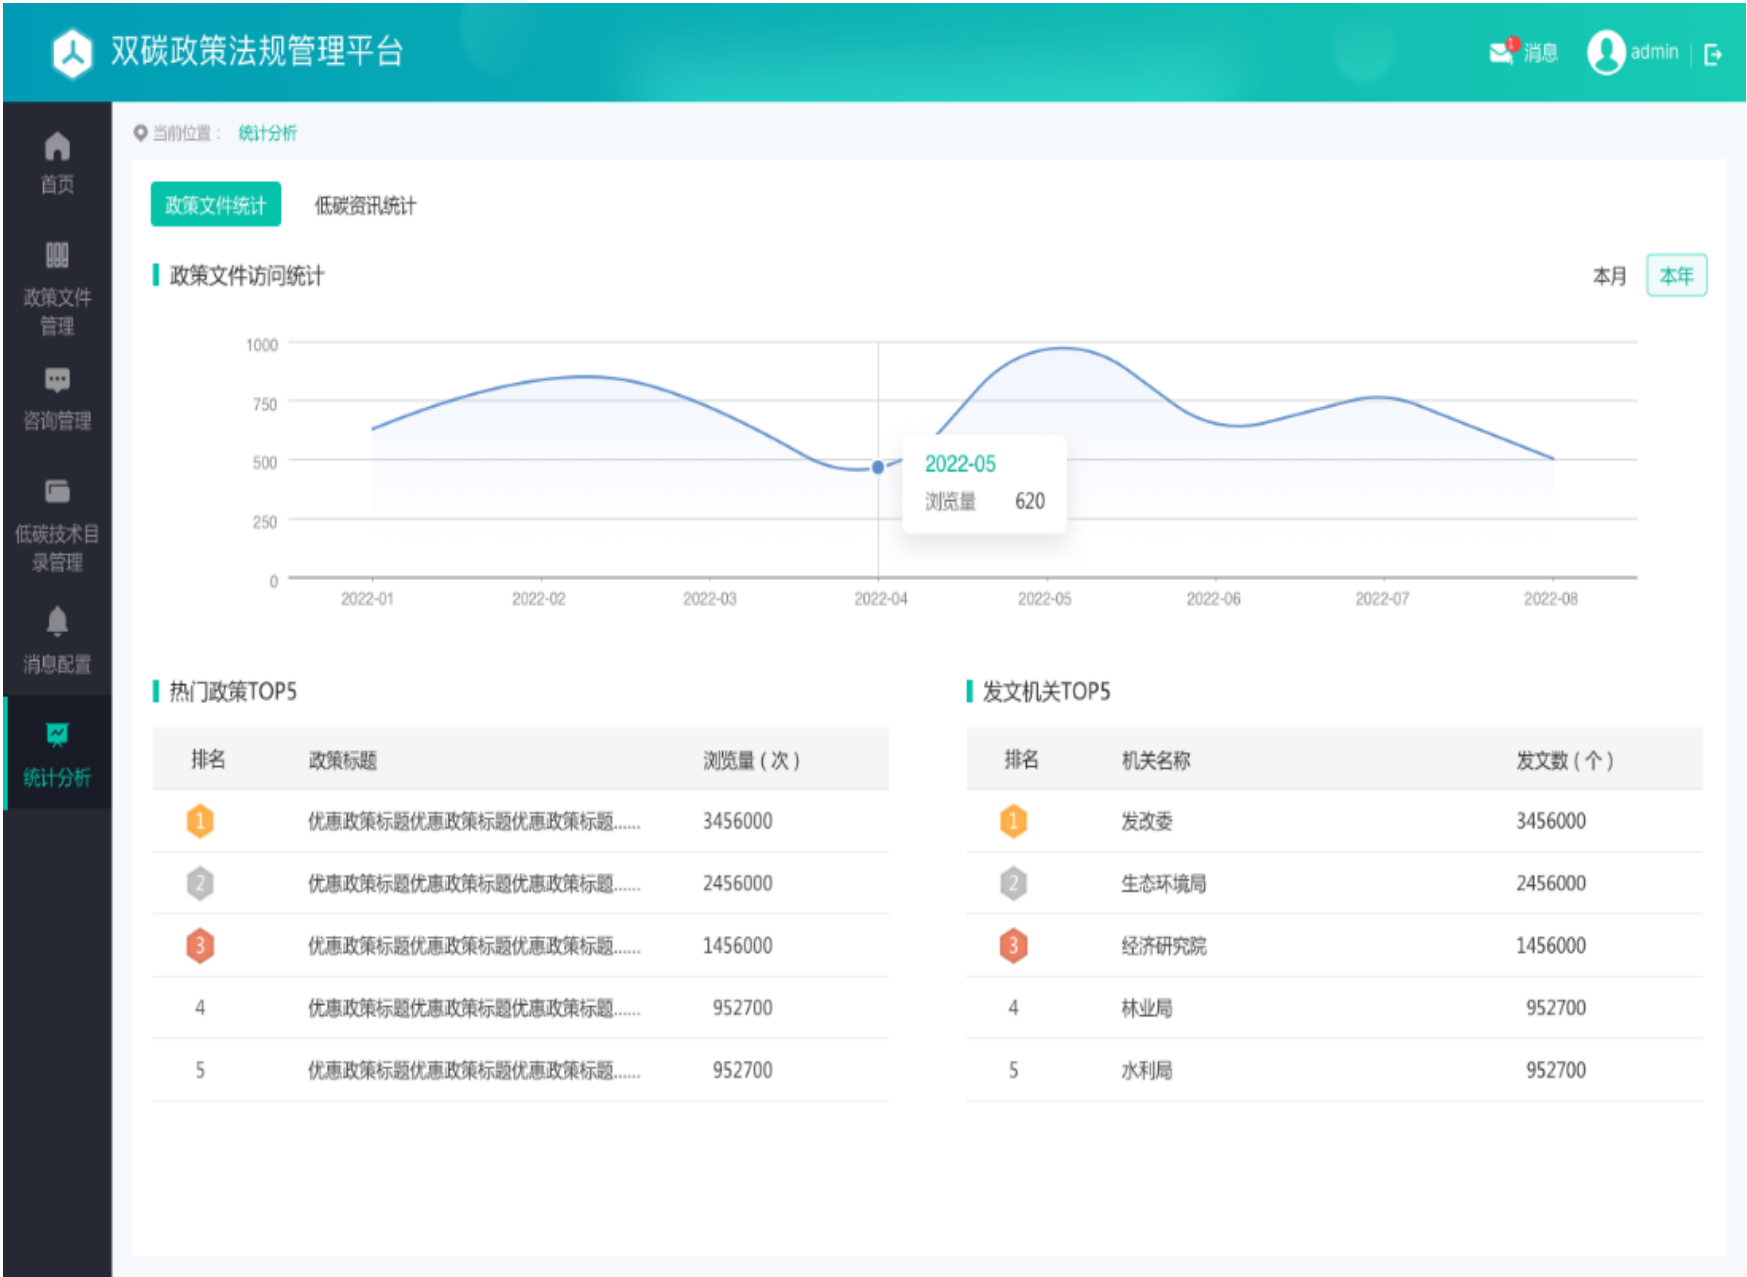 双碳政策法规管理平台
1
消息
admin
首页
政策文件
管理
咨询管理
低碳技术目
录管理
消息配置
统计分析
当前位置： 统计分析
政策文件统计 低碳资讯统计
政策文件访问统计
本月 本年
1000
750
500
250
0
2022-05
浏览量 620
2022-01 2022-02 2022-03 2022-04 2022-05 2022-06 2022-07 2022-08
热门政策TOP5
排名 政策标题 浏览量（次）
1 优惠政策标题优惠政策标题优惠政策标题...... 3456000
2 优惠政策标题优惠政策标题优惠政策标题...... 2456000
3 优惠政策标题优惠政策标题优惠政策标题...... 1456000
4 优惠政策标题优惠政策标题优惠政策标题...... 952700
5 优惠政策标题优惠政策标题优惠政策标题...... 952700
发文机关TOP5
排名 机关名称 发文数（个）
1 发改委 3456000
2 生态环境局 2456000
3 经济研究院 1456000
4 林业局 952700
5 水利局 952700